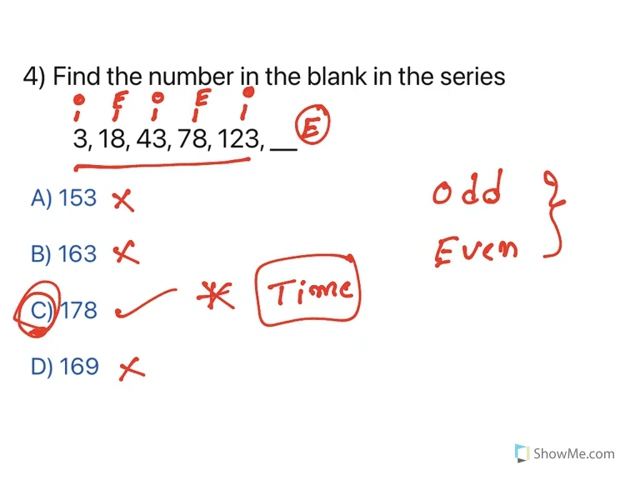 4) Find the number in the blank in the series
O E O E O
3, 18, 43, 78, 123, __ E
A) 153
Odd
B) 163
Even
C) 178
* Time
D) 169
ShowMe.com